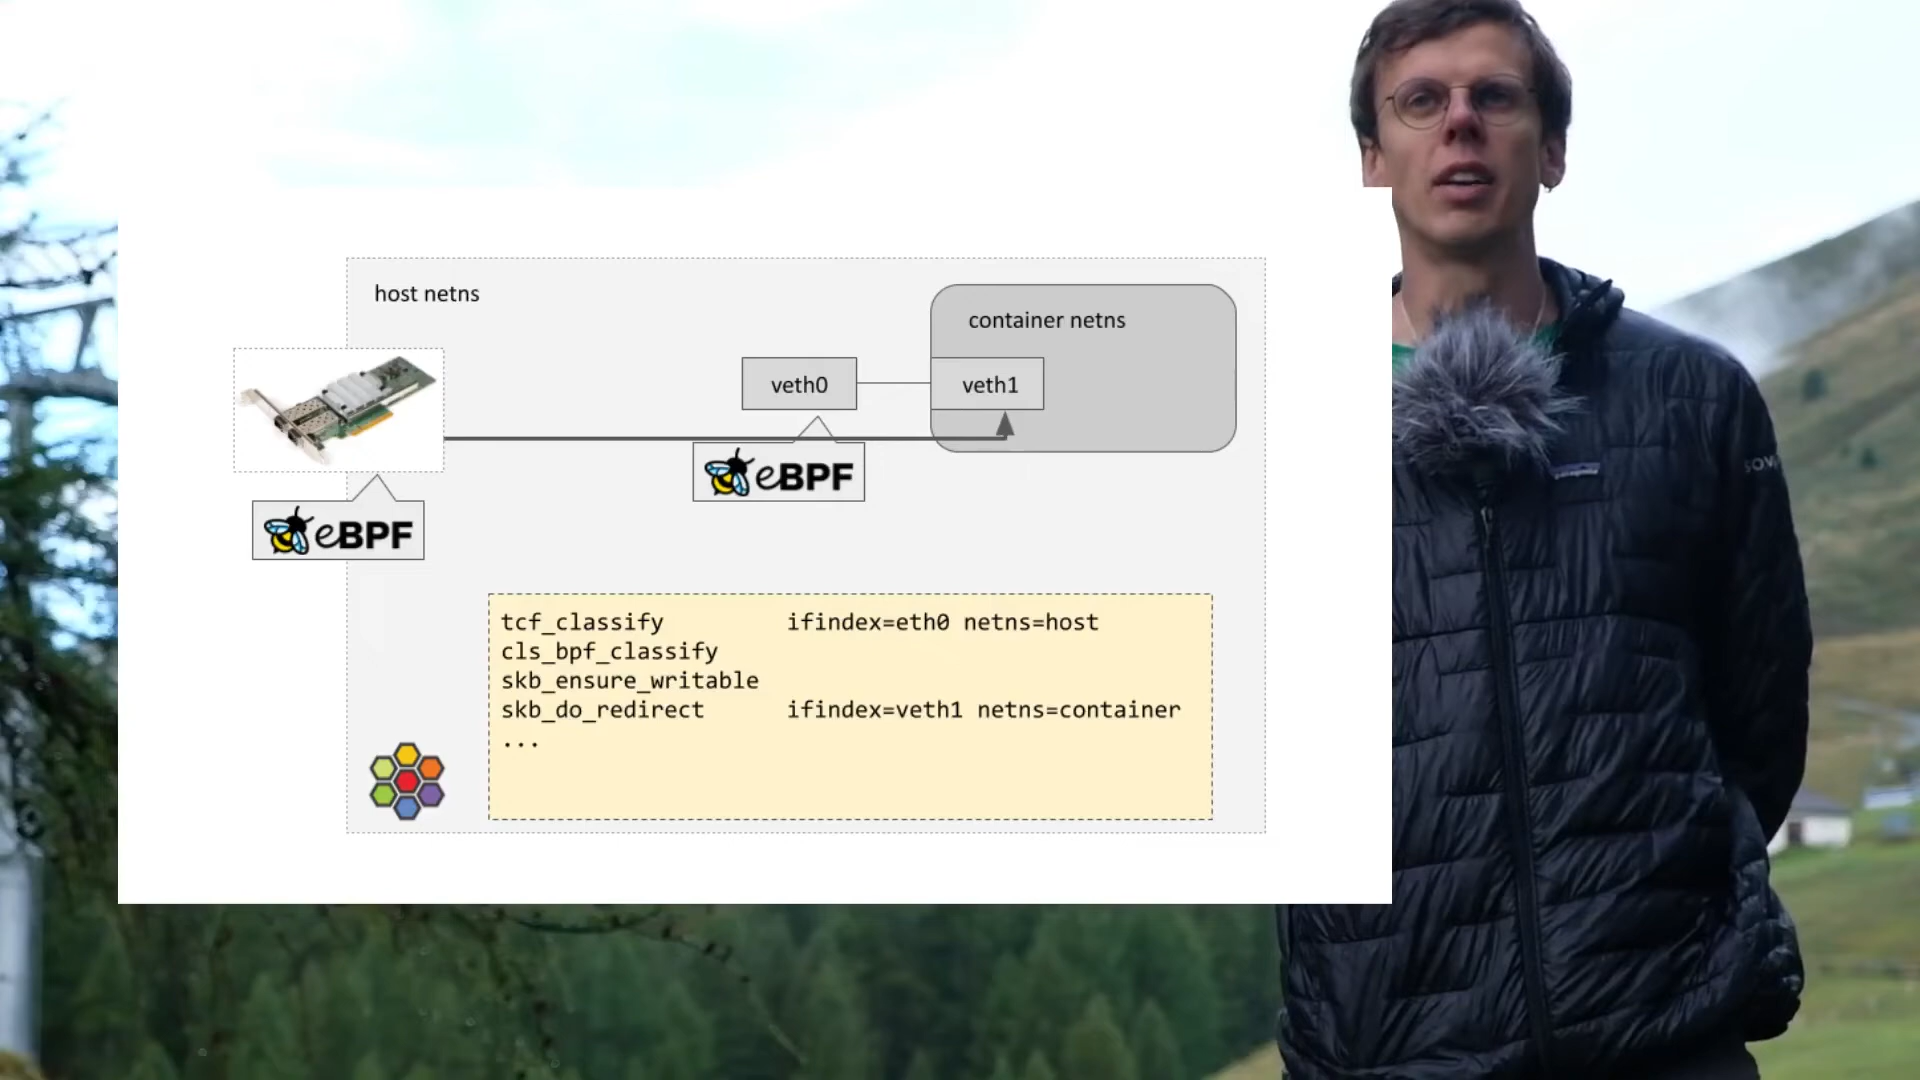 host netns
container netns
veth0
veth1
eBPF
eBPF
tcf_classify ifindex=eth0 netns=host
cls_bpf_classify
skb_ensure_writable
skb_do_redirect ifindex=veth1 netns=container
...